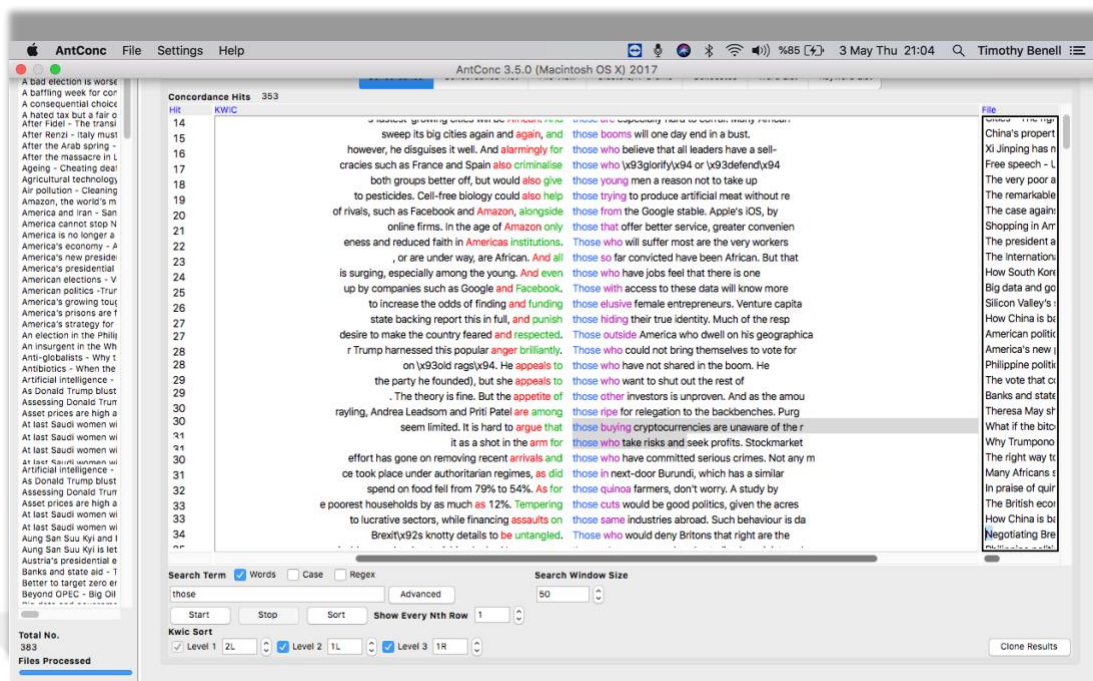 AntConc File Settings Help %85 3 May Thu 21:04 Timothy Benell
AntConc 3.5.0 (Macintosh OS X) 2017
A bad election is worse
A baffling week for cor
A consequential choice
A hated tax but a fair o
After Fidel - The transi
After Renzi - Italy must
After the Arab spring -
After the massacre in L
Ageing - Cheating deat
Agricultural technology
Air pollution - Cleaning
Amazon, the world's m
America and Iran - San
America cannot stop N
America is no longer a
America's economy - A
America's new preside
America's presidential
American elections - V
American politics -Trur
America's growing toug
America's prisons are f
America's strategy for
An election in the Philip
An insurgent in the Wh
Anti-globalists - Why t
Antibiotics - When the
Artificial intelligence -
As Donald Trump blust
Assessing Donald Trum
Asset prices are high a
At last Saudi women wi
At last Saudi women wi
At last Saudi women wi
At last Saudi women wi
Artificial intelligence -
As Donald Trump blust
Assessing Donald Trum
Asset prices are high a
At last Saudi women wi
At last Saudi women wi
Aung San Suu Kyi and l
Aung San Suu Kyi is let
Austria's presidential e
Banks and state aid - T
Better to target zero er
Beyond OPEC - Big Oil
Total No.
383
Files Processed
Concordance Hits 353
Hit KWIC File
14
15 sweep its big cities again and again, and those booms will one day end in a bust. China's propert
16 however, he disguises it well. And alarmingly for those who believe that all leaders have a sell- Xi Jinping has n
17 cracies such as France and Spain also criminalise those who \x93glorify\x94 or \x93defend\x94 Free speech - L
18 both groups better off, but would also give those young men a reason not to take up The very poor a
19 to pesticides. Cell-free biology could also help those trying to produce artificial meat without re The remarkable
20 of rivals, such as Facebook and Amazon, alongside those from the Google stable. Apple's iOS, by The case again
21 online firms. In the age of Amazon only those that offer better service, greater convenien Shopping in Am
22 eness and reduced faith in Americas institutions. Those who will suffer most are the very workers The president a
23 , or are under way, are African. And all those so far convicted have been African. But that The Internation
24 is surging, especially among the young. And even those who have jobs feel that there is one How South Kore
25 up by companies such as Google and Facebook. Those with access to these data will know more Big data and go
26 to increase the odds of finding and funding those elusive female entrepreneurs. Venture capita Silicon Valley's
27 state backing report this in full, and punish those hiding their true identity. Much of the resp How China is ba
27 desire to make the country feared and respected. Those outside America who dwell on his geographica American politic
28 r Trump harnessed this popular anger brilliantly. Those who could not bring themselves to vote for America's new
28 on \x93old rags\x94. He appeals to those who have not shared in the boom. He Philippine politi
29 the party he founded), but she appeals to those who want to shut out the rest of The vote that co
29 . The theory is fine. But the appetite of those other investors is unproven. And as the amou Banks and state
30 rayling, Andrea Leadsom and Priti Patel are among those ripe for relegation to the backbenches. Purg Theresa May sh
30 seem limited. It is hard to argue that those buying cryptocurrencies are unaware of the r What if the bitc
31 it as a shot in the arm for those who take risks and seek profits. Stockmarket Why Trumpono
30 effort has gone on removing recent arrivals and those who have committed serious crimes. Not any m The right way to
31 ce took place under authoritarian regimes, as did those in next-door Burundi, which has a similar Many Africans s
32 spend on food fell from 79% to 54%. As for those quinoa farmers, don't worry. A study by In praise of quir
33 e poorest households by as much as 12%. Tempering those cuts would be good politics, given the acres The British ecor
33 to lucrative sectors, while financing assaults on those same industries abroad. Such behaviour is da How China is ba
34 Brexit\x92s knotty details to be untangled. Those who would deny Britons that right are the Negotiating Bre
Search Term Words Case Regex Search Window Size
those Advanced 50
Start Stop Sort Show Every Nth Row 1
Kwic Sort
Level 1 2L Level 2 1L Level 3 1R Clone Results